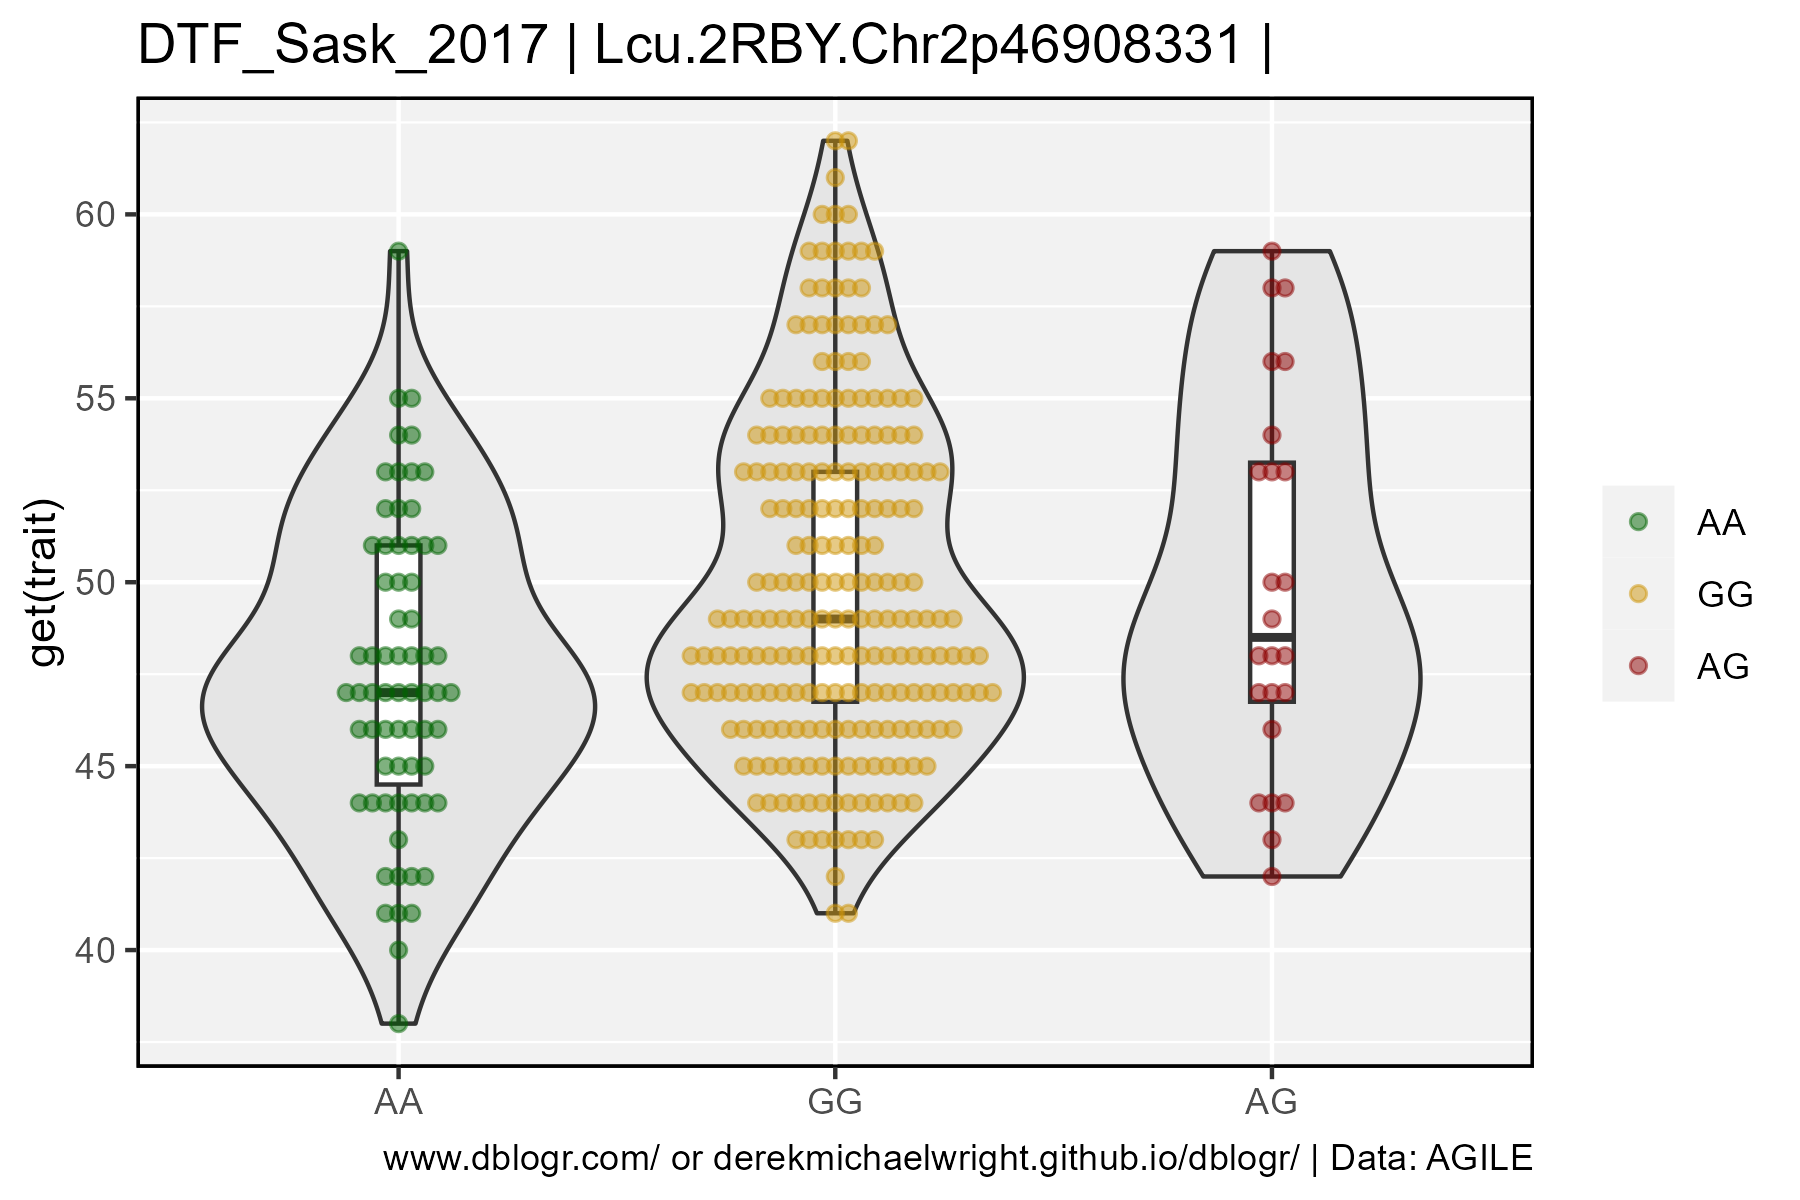 DTF_Sask_2017 | Lcu.2RBY.Chr2p46908331 |
get(trait)
60
55
50
45
40
AA
GG
AG
AA
GG
AG
www.dblogr.com/ or derekmichaelwright.github.io/dblogr/ | Data: AGILE